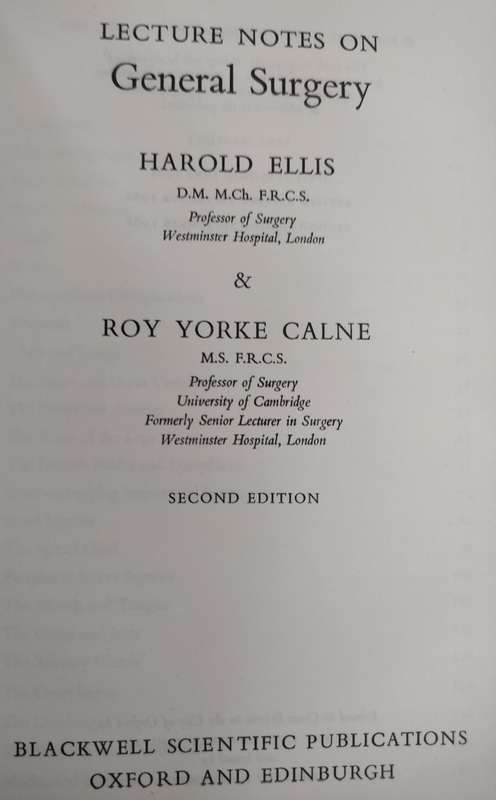 LECTURE NOTES ON
General Surgery
HAROLD ELLIS
D.M. M.Ch. F.R.C.S.
Professor of Surgery
Westminster Hospital, London
&
ROY YORKE CALNE
M.S. F.R.C.S.
Professor of Surgery
University of Cambridge
Formerly Senior Lecturer in Surgery
Westminster Hospital, London
SECOND EDITION
BLACKWELL SCIENTIFIC PUBLICATIONS
OXFORD AND EDINBURGH